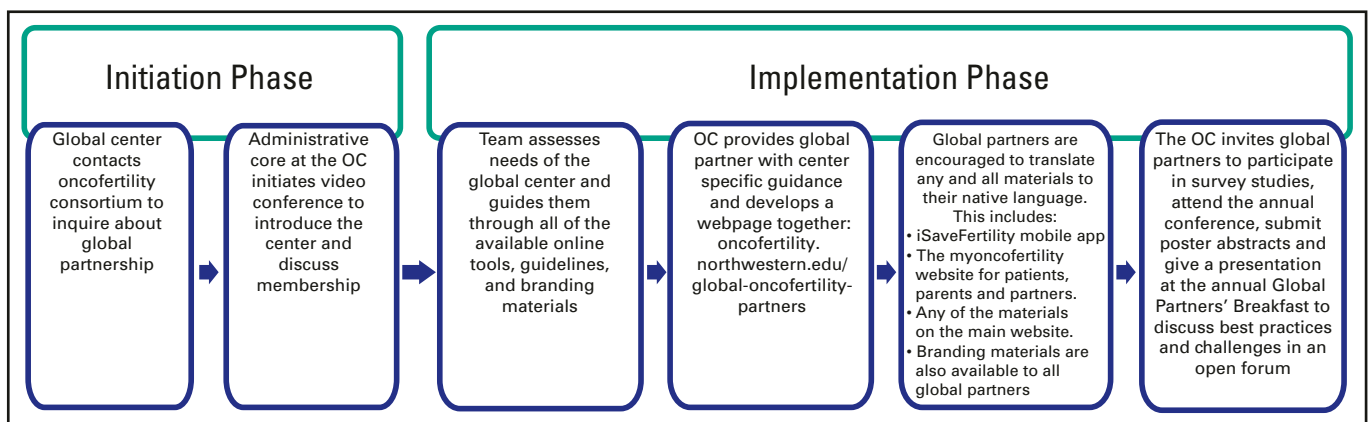 Initiation Phase
Implementation Phase
Global center
contacts
oncofertility
consortium to
inquire about
global
partnership
Administrative
core at the OC
initiates video
conference to
introduce the
center and
discuss
membership
Team assesses
needs of the
global center and
guides them
through all of the
available online
tools, guidelines,
and branding
materials
OC provides global
partner with center
specific guidance
and develops a
webpage together:
oncofertility.
northwestern.edu/
global-oncofertility-
partners
Global partners are
encouraged to translate
any and all materials to
their native language.
This includes:
• iSaveFertility mobile app
• The myoncofertility
website for patients,
parents and partners.
• Any of the materials
on the main website.
• Branding materials are
also available to all
global partners
The OC invites global
partners to participate
in survey studies,
attend the annual
conference, submit
poster abstracts and
give a presentation
at the annual Global
Partners’ Breakfast to
discuss best practices
and challenges in an
open forum